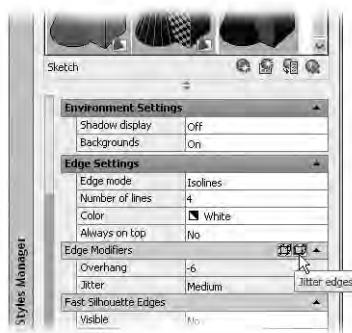 Sketch
Environment Settings
Shadow display Off
Backgrounds On
Edge Settings
Edge mode Isolines
Number of lines 4
Color White
Always on top No
Edge Modifiers
Overhang -6
Jitter Medium
Jitter edges
Fast Silhouette Edges
Visible No
Styles Manager